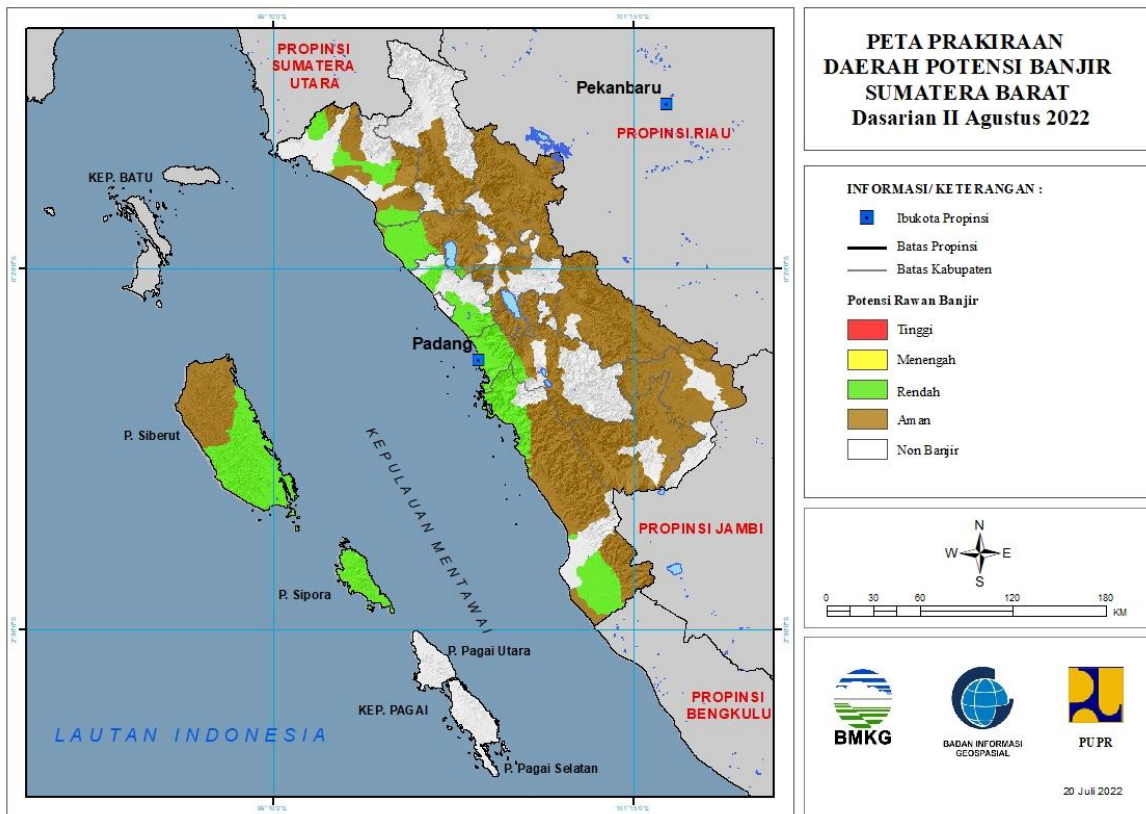 PROPINSI
SUMATERA
UTARA
Pekanbaru
PROPINSI RIAU
KEP. BATU
Padang
P. Siberut
KEPULAUAN MENTAWAI
PROPINSI JAMBI
P. Sipora
P. Pagai Utara
KEP. PAGAI
PROPINSI
BENGKULU
LAUTAN INDONESIA
P. Pagai Selatan
PETA PRAKIRAAN
DAERAH POTENSI BANJIR
SUMATERA BARAT
Dasarian II Agustus 2022
INFORMASI/ KETERANGAN :
Ibukota Propinsi
Batas Propinsi
Batas Kabupaten
Potensi Rawan Banjir
Tinggi
Menengah
Rendah
Aman
Non Banjir
N
W E
S
0 15 30 60 90 120 150 180
KM
BMKG
BADAN INFORMASI
GEOSPASIAL
PUPR
20 Juli 2022